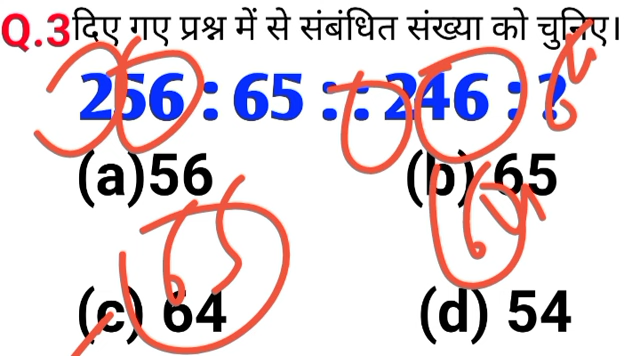 Q.3 दिए गए प्रश्न में से संबंधित संख्या को चुनिए।
256 : 65 : : 246 : ?
(a) 56 (b) 65
(c) 64 (d) 54